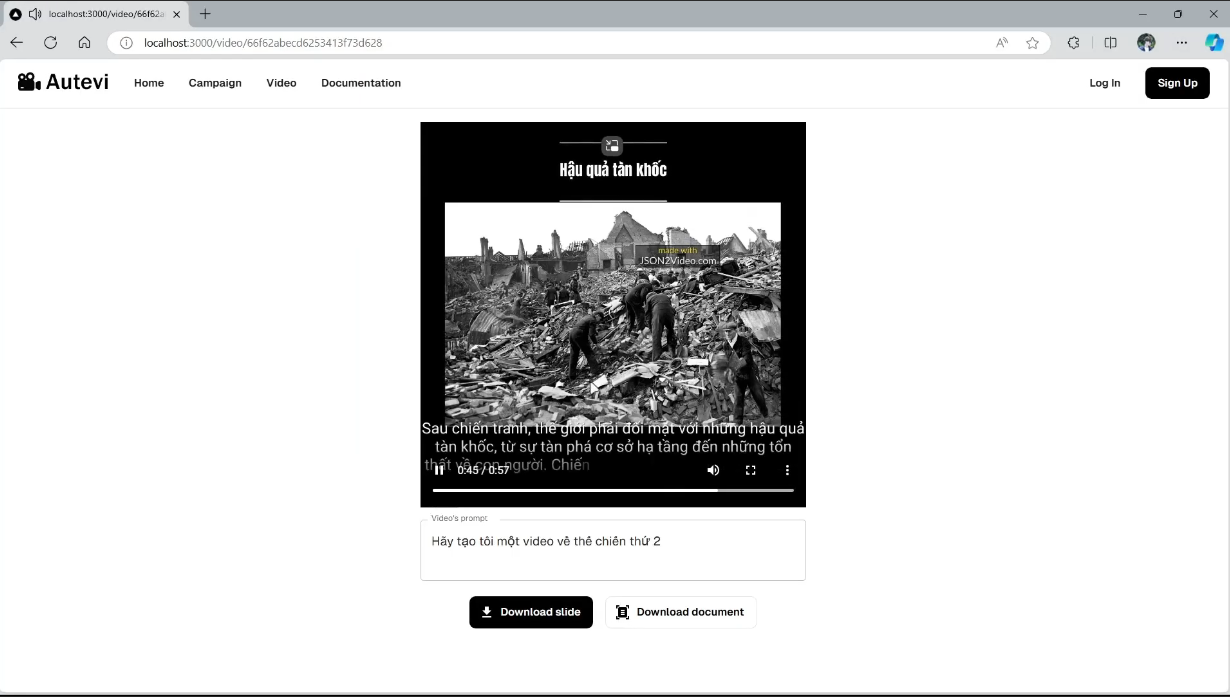 localhost:3000/video/66f62a
localhost:3000/video/66f62abecd6253413f73d628
Autevi
Home
Campaign
Video
Documentation
Log In
Sign Up
Hậu quả tàn khốc
made with
JSON2Video.com
Sau chiến tranh, thế giới phải đối mặt với những hậu quả
tàn khốc, từ sự tàn phá cơ sở hạ tầng đến những tổn
thất về con người. Chiến
0:45 / 0:57
Video's prompt
Hãy tạo tôi một video về thế chiến thứ 2
Download slide
Download document